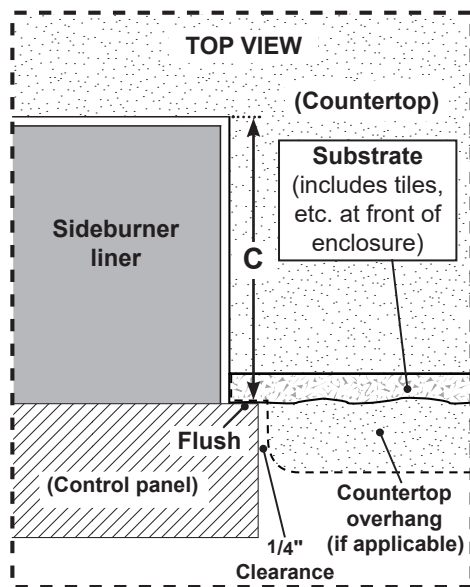 TOP VIEW
(Countertop)
Substrate
(includes tiles,
etc. at front of
enclosure)
Sideburner
liner
C
Flush
(Control panel)
Countertop
overhang
(if applicable)
1/4"
Clearance